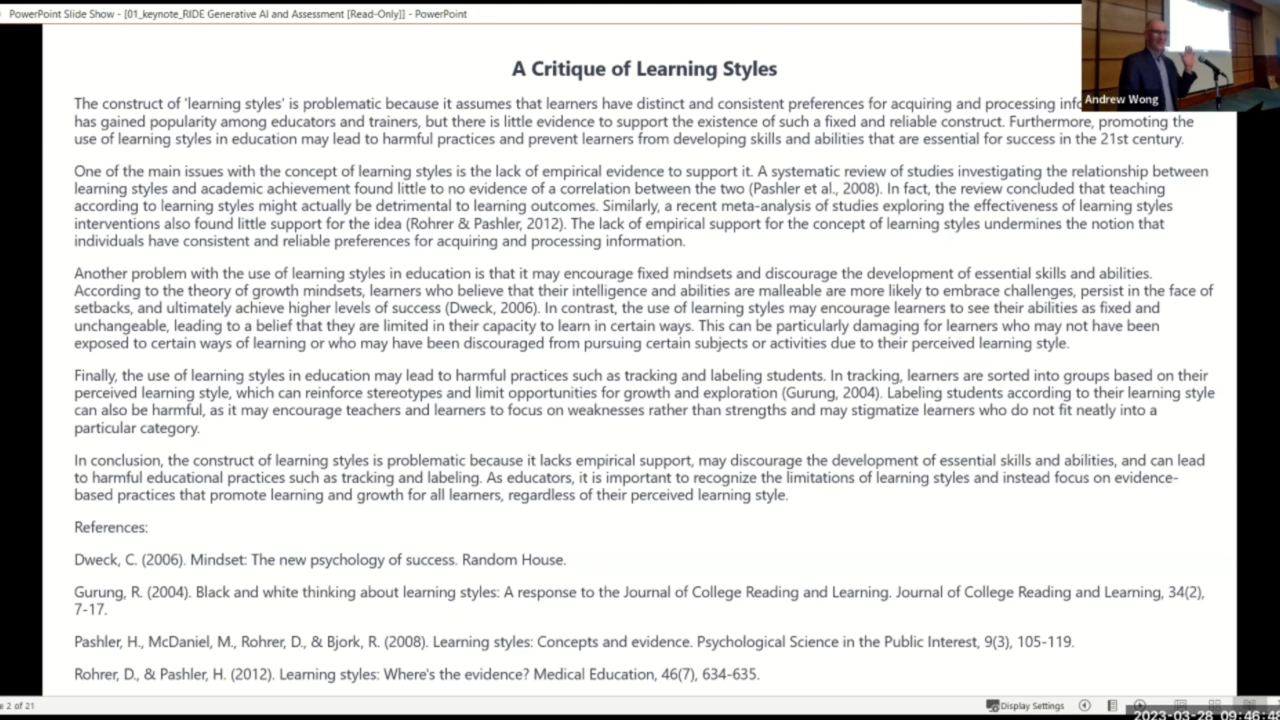 PowerPoint Slide Show - [01_keynote_RIDE Generative AI and Assessment [Read-Only]] - PowerPoint
Andrew Wong
A Critique of Learning Styles
The construct of 'learning styles' is problematic because it assumes that learners have distinct and consistent preferences for acquiring and processing
has gained popularity among educators and trainers, but there is little evidence to support the existence of such a fixed and reliable construct. Furthermore, promoting the
use of learning styles in education may lead to harmful practices and prevent learners from developing skills and abilities that are essential for success in the 21st century.
One of the main issues with the concept of learning styles is the lack of empirical evidence to support it. A systematic review of studies investigating the relationship between
learning styles and academic achievement found little to no evidence of a correlation between the two (Pashler et al., 2008). In fact, the review concluded that teaching
according to learning styles might actually be detrimental to learning outcomes. Similarly, a recent meta-analysis of studies exploring the effectiveness of learning styles
interventions also found little support for the idea (Rohrer & Pashler, 2012). The lack of empirical support for the concept of learning styles undermines the notion that
individuals have consistent and reliable preferences for acquiring and processing information.
Another problem with the use of learning styles in education is that it may encourage fixed mindsets and discourage the development of essential skills and abilities.
According to the theory of growth mindsets, learners who believe that their intelligence and abilities are malleable are more likely to embrace challenges, persist in the face of
setbacks, and ultimately achieve higher levels of success (Dweck, 2006). In contrast, the use of learning styles may encourage learners to see their abilities as fixed and
unchangeable, leading to a belief that they are limited in their capacity to learn in certain ways. This can be particularly damaging for learners who may not have been
exposed to certain ways of learning or who may have been discouraged from pursuing certain subjects or activities due to their perceived learning style.
Finally, the use of learning styles in education may lead to harmful practices such as tracking and labeling students. In tracking, learners are sorted into groups based on their
perceived learning style, which can reinforce stereotypes and limit opportunities for growth and exploration (Gurung, 2004). Labeling students according to their learning style
can also be harmful, as it may encourage teachers and learners to focus on weaknesses rather than strengths and may stigmatize learners who do not fit neatly into a
particular category.
In conclusion, the construct of learning styles is problematic because it lacks empirical support, may discourage the development of essential skills and abilities, and can lead
to harmful educational practices such as tracking and labeling. As educators, it is important to recognize the limitations of learning styles and instead focus on evidence-
based practices that promote learning and growth for all learners, regardless of their perceived learning style.
References:
Dweck, C. (2006). Mindset: The new psychology of success. Random House.
Gurung, R. (2004). Black and white thinking about learning styles: A response to the Journal of College Reading and Learning. Journal of College Reading and Learning, 34(2),
7-17.
Pashler, H., McDaniel, M., Rohrer, D., & Bjork, R. (2008). Learning styles: Concepts and evidence. Psychological Science in the Public Interest, 9(3), 105-119.
Rohrer, D., & Pashler, H. (2012). Learning styles: Where's the evidence? Medical Education, 46(7), 634-635.
e 2 of 21
Display Settings
2023-03-28 09:46:48